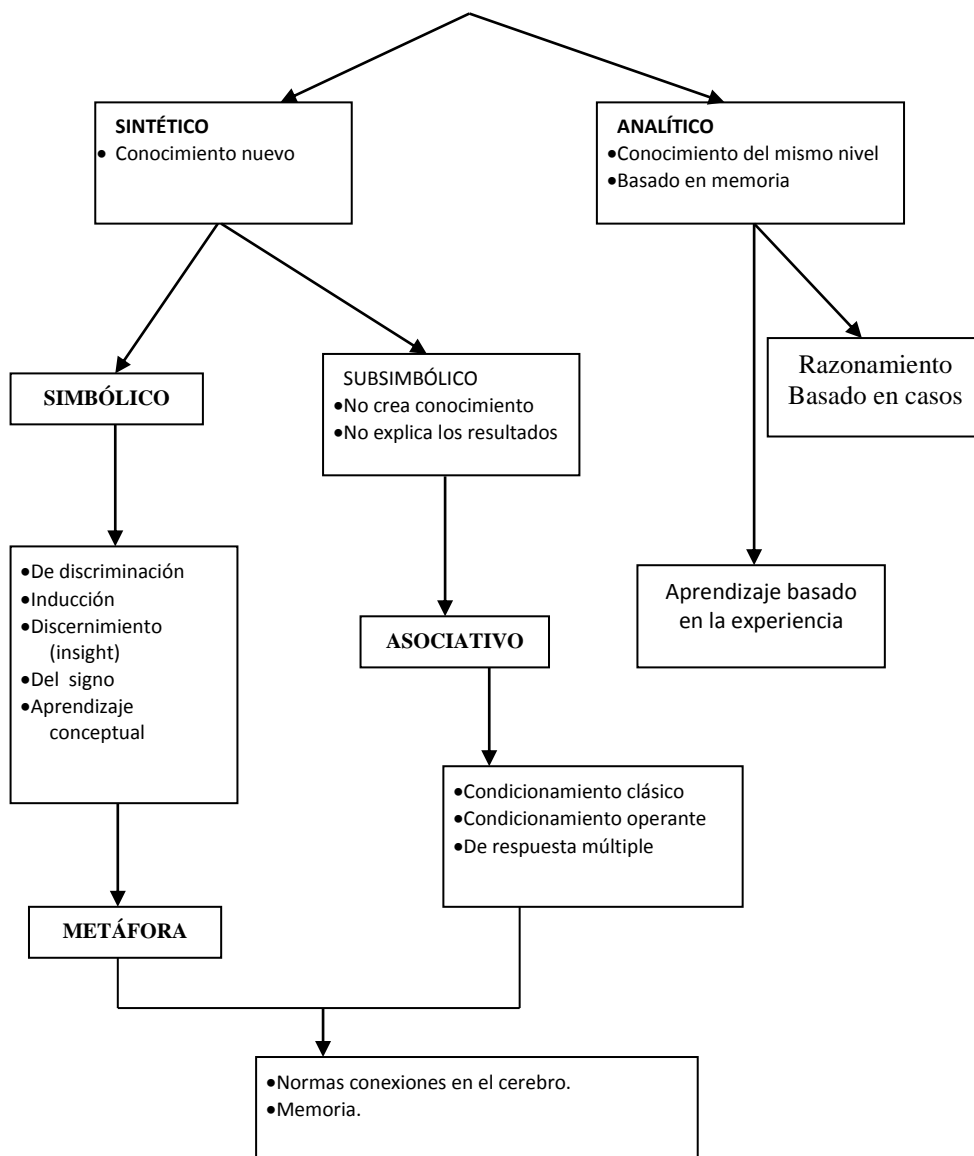 SINTÉTICO
• Conocimiento nuevo
ANALÍTICO
•Conocimiento del mismo nivel
•Basado en memoria
SIMBÓLICO
SUBSIMBÓLICO
•No crea conocimiento
•No explica los resultados
Razonamiento
Basado en casos
•De discriminación
•Inducción
•Discernimiento
(insight)
•Del signo
•Aprendizaje
conceptual
ASOCIATIVO
Aprendizaje basado
en la experiencia
•Condicionamiento clásico
•Condicionamiento operante
•De respuesta múltiple
METÁFORA
•Normas conexiones en el cerebro.
•Memoria.